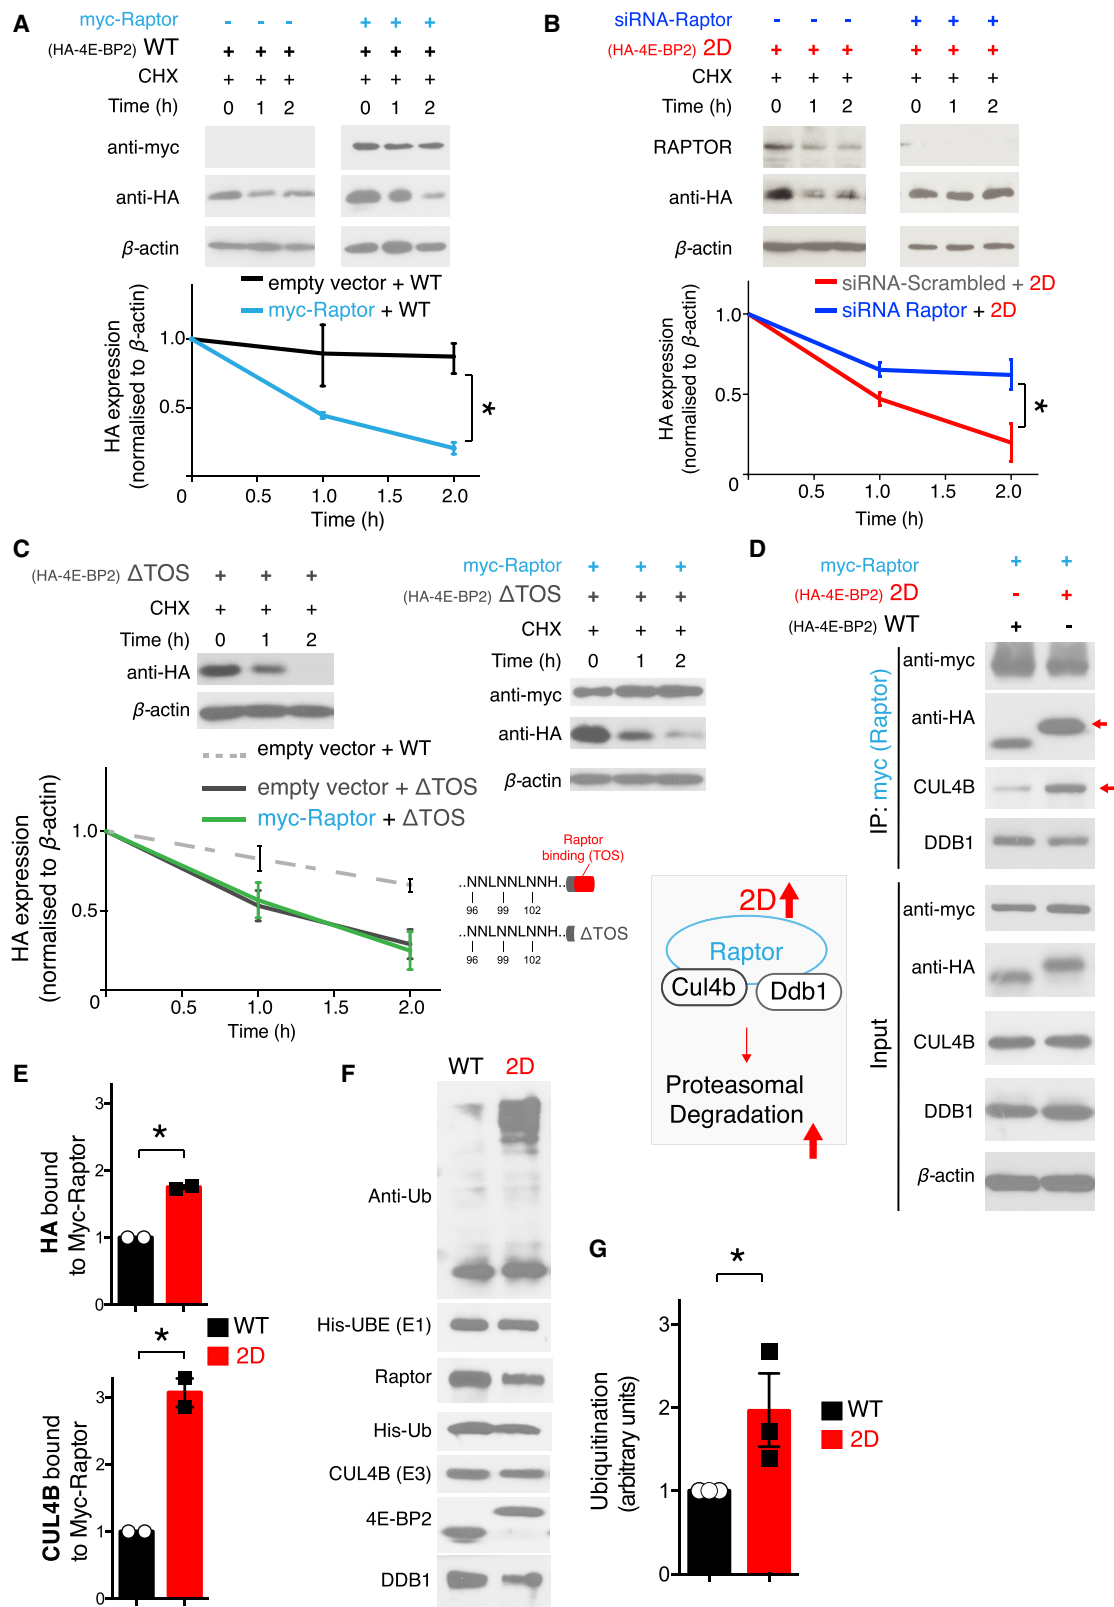 A
myc-Raptor - - - + + +
(HA-4E-BP2) WT + + + + + +
CHX + + + + + +
Time (h) 0 1 2 0 1 2
anti-myc
anti-HA
β-actin
empty vector + WT
myc-Raptor + WT
HA expression
(normalised to β-actin)
1.0
0.5
*
0 0.5 1.0 1.5 2.0
Time (h)
B
siRNA-Raptor - - - + + +
(HA-4E-BP2) 2D + + + + + +
CHX + + + + + +
Time (h) 0 1 2 0 1 2
RAPTOR
anti-HA
β-actin
siRNA-Scrambled + 2D
siRNA Raptor + 2D
HA expression
(normalised to β-actin)
1.0
0.5
*
0 0.5 1.0 1.5 2.0
Time (h)
C
(HA-4E-BP2) ΔTOS + + +
CHX + + +
Time (h) 0 1 2
anti-HA
β-actin
myc-Raptor + + +
(HA-4E-BP2) ΔTOS + + +
CHX + + +
Time (h) 0 1 2
anti-myc
anti-HA
β-actin
empty vector + WT
empty vector + ΔTOS
myc-Raptor + ΔTOS
HA expression
(normalised to β-actin)
1.0
0.5
0 0.5 1.0 1.5 2.0
Time (h)
Raptor
binding (TOS)
..NNLNNLNNH..
96 99 102
..NNLNNLNNH.. ΔTOS
96 99 102
D
myc-Raptor + +
(HA-4E-BP2) 2D - +
(HA-4E-BP2) WT + -
IP: myc (Raptor)
anti-myc
anti-HA
CUL4B
DDB1
Input
anti-myc
anti-HA
CUL4B
DDB1
β-actin
2D
Raptor
Cul4b Ddb1
Proteasomal
Degradation
E
HA bound
to Myc-Raptor
3
2
1
0
*
WT
2D
CUL4B bound
to Myc-Raptor
3
2
1
0
*
F
WT 2D
Anti-Ub
His-UBE (E1)
Raptor
His-Ub
CUL4B (E3)
4E-BP2
DDB1
G
Ubiquitination
(arbitrary units)
3
2
1
0
*
WT
2D